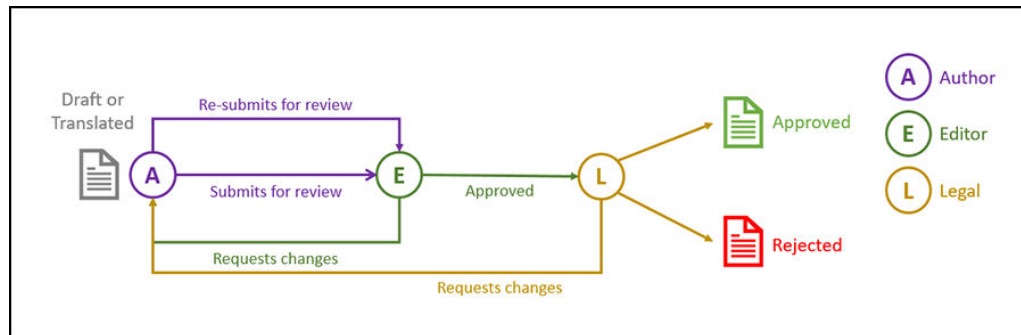 Draft or
Translated
Re-submits for review
A
Submits for review
E
Approved
L
Approved
Rejected
Requests changes
Requests changes
A Author
E Editor
L Legal